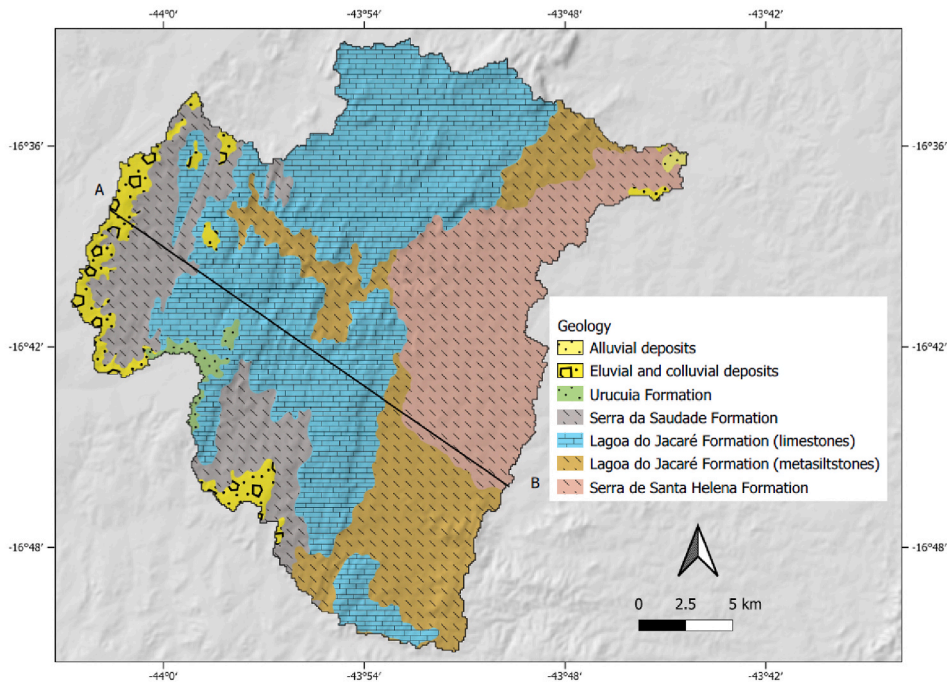 -44°0 -43°54 -43°48 -43°42
-16°36 -16°36
A
-16°42 -16°42
Geology
Alluvial deposits
Eluvial and colluvial deposits
Urucuia Formation
Serra da Saudade Formation
Lagoa do Jacaré Formation (limestones)
Lagoa do Jacaré Formation (metasiltstones)
Serra de Santa Helena Formation
B
-16°48 -16°48
0 2.5 5 km
-44°0 -43°54 -43°48 -43°42